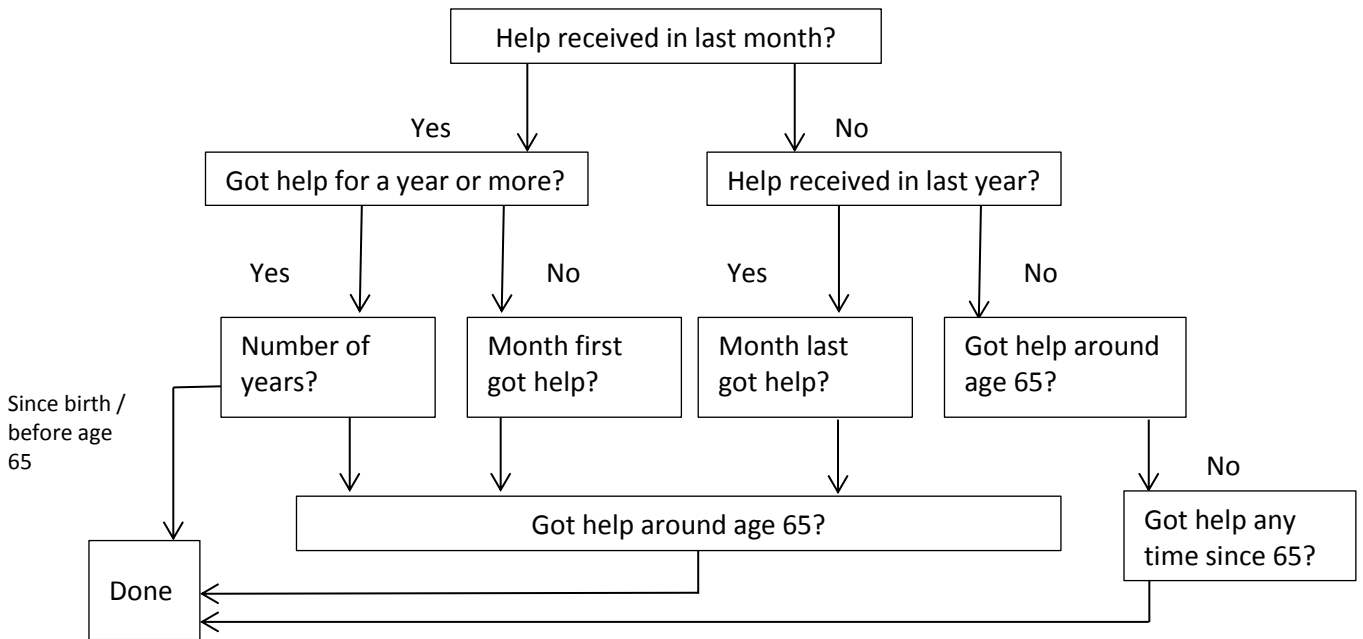 Help received in last month?
Yes
No
Got help for a year or more?
Help received in last year?
Yes
No
Yes
No
Number of
years?
Month first
got help?
Month last
got help?
Got help around
age 65?
Since birth /
before age
65
No
Got help around age 65?
Got help any
time since 65?
Done